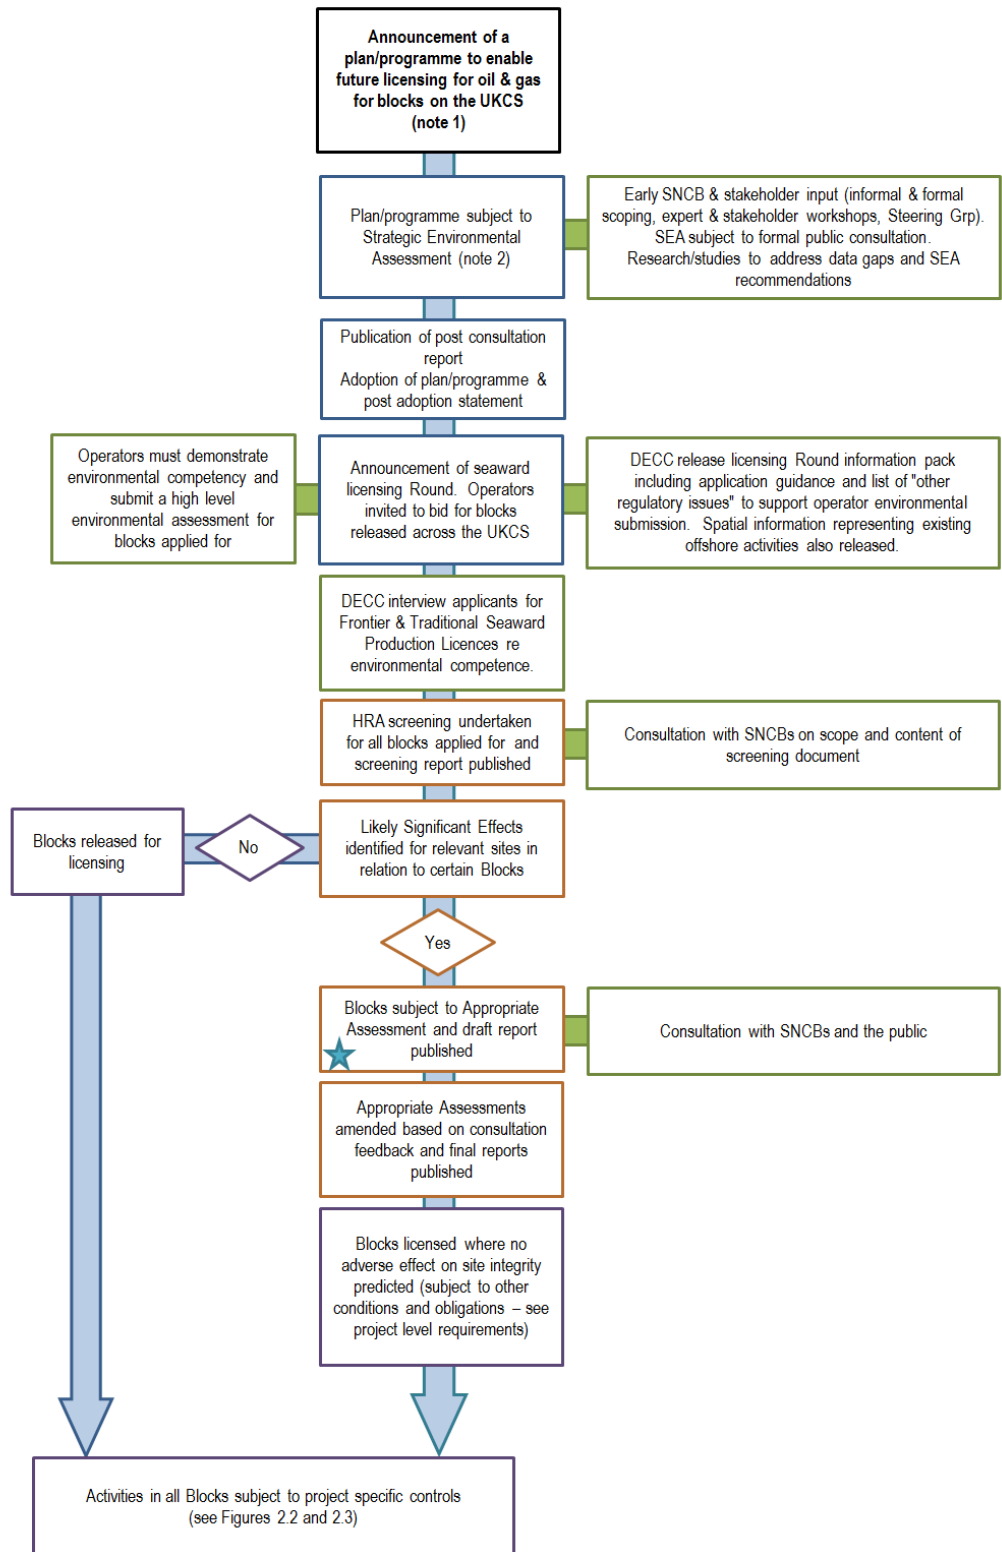 Announcement of a
plan/programme to enable
future licensing for oil & gas
for blocks on the UKCS
(note 1)
Plan/programme subject to
Strategic Environmental
Assessment (note 2)
Early SNCB & stakeholder input (informal & formal
scoping, expert & stakeholder workshops, Steering Grp).
SEA subject to formal public consultation.
Research/studies to address data gaps and SEA
recommendations
Publication of post consultation
report
Adoption of plan/programme &
post adoption statement
Operators must demonstrate
environmental competency and
submit a high level
environmental assessment for
blocks applied for
Announcement of seaward
licensing Round. Operators
invited to bid for blocks
released across the UKCS
DECC release licensing Round information pack
including application guidance and list of "other
regulatory issues" to support operator environmental
submission. Spatial information representing existing
offshore activities also released.
DECC interview applicants for
Frontier & Traditional Seaward
Production Licences re
environmental competence.
HRA screening undertaken
for all blocks applied for and
screening report published
Consultation with SNCBs on scope and content of
screening document
Blocks released for
licensing
No
Likely Significant Effects
identified for relevant sites in
relation to certain Blocks
Yes
Blocks subject to Appropriate
Assessment and draft report
published
Consultation with SNCBs and the public
Appropriate Assessments
amended based on consultation
feedback and final reports
published
Blocks licensed where no
adverse effect on site integrity
predicted (subject to other
conditions and obligations – see
project level requirements)
Activities in all Blocks subject to project specific controls
(see Figures 2.2 and 2.3)